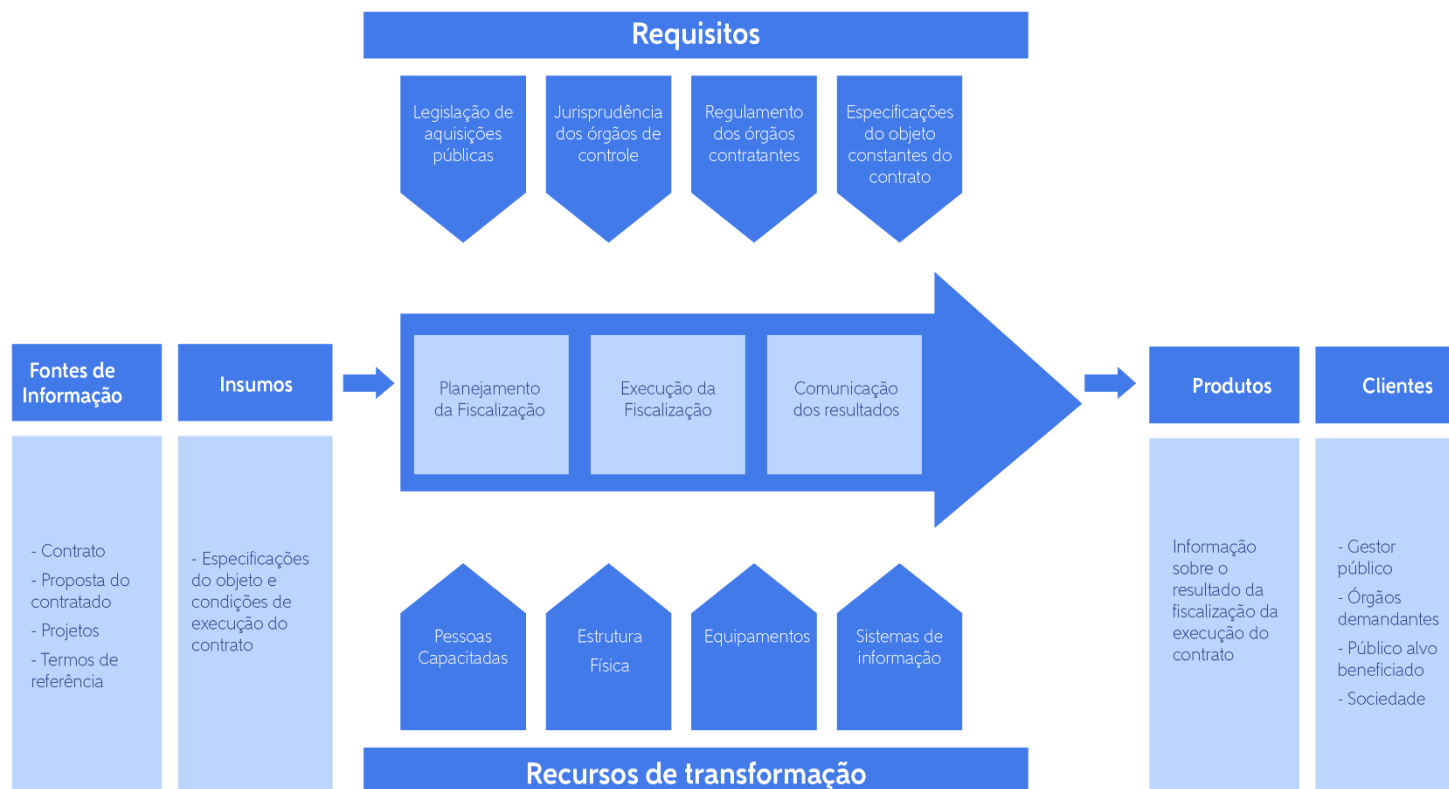 Requisitos
Legislação de
aquisições
públicas
Jurisprudência
dos órgãos de
controle
Regulamento
dos órgãos
contratantes
Especificações
do objeto
constantes do
contrato
Fontes de
Informação
- Contrato
- Proposta do
contratado
- Projetos
- Termos de
referência
Insumos
- Especificações
do objeto e
condições de
execução do
contrato
Planejamento
da Fiscalização
Execução da
Fiscalização
Comunicação
dos resultados
Pessoas
Capacitadas
Estrutura
Física
Equipamentos
Sistemas de
informação
Recursos de transformação
Produtos
Informação
sobre o
resultado da
fiscalização da
execução do
contrato
Clientes
- Gestor
público
- Órgãos
demandantes
- Público alvo
beneficiado
- Sociedade